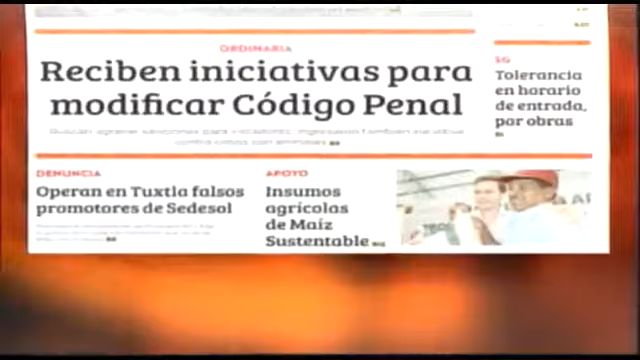 ORDINARIA
Reciben iniciativas para
modificar Código Penal
Tolerancia
en horario
de entrada,
por obras
DENUNCIA
Operan en Tuxtla falsos
promotores de Sedesol
APOYO
Insumos
agrícolas
de Maíz
Sustentable